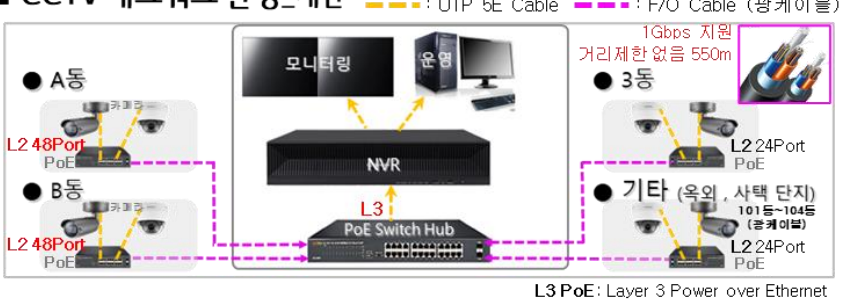 CCTV
: UTP 5E Cable
: F/O Cable (광케이블)
1Gbps 지원
거리제한 없음 550m
● A동
카메라
L2 48Port
PoE
● B동
카메라
L2 48Port
PoE
모니터링
운영
NVR
L3
PoE Switch Hub
● 3동
L2 24Port
PoE
● 기타 (옥외 , 사택 단지)
101동~104동
(광케이블)
L2 24Port
PoE
L3 PoE: Layer 3 Power over Ethernet